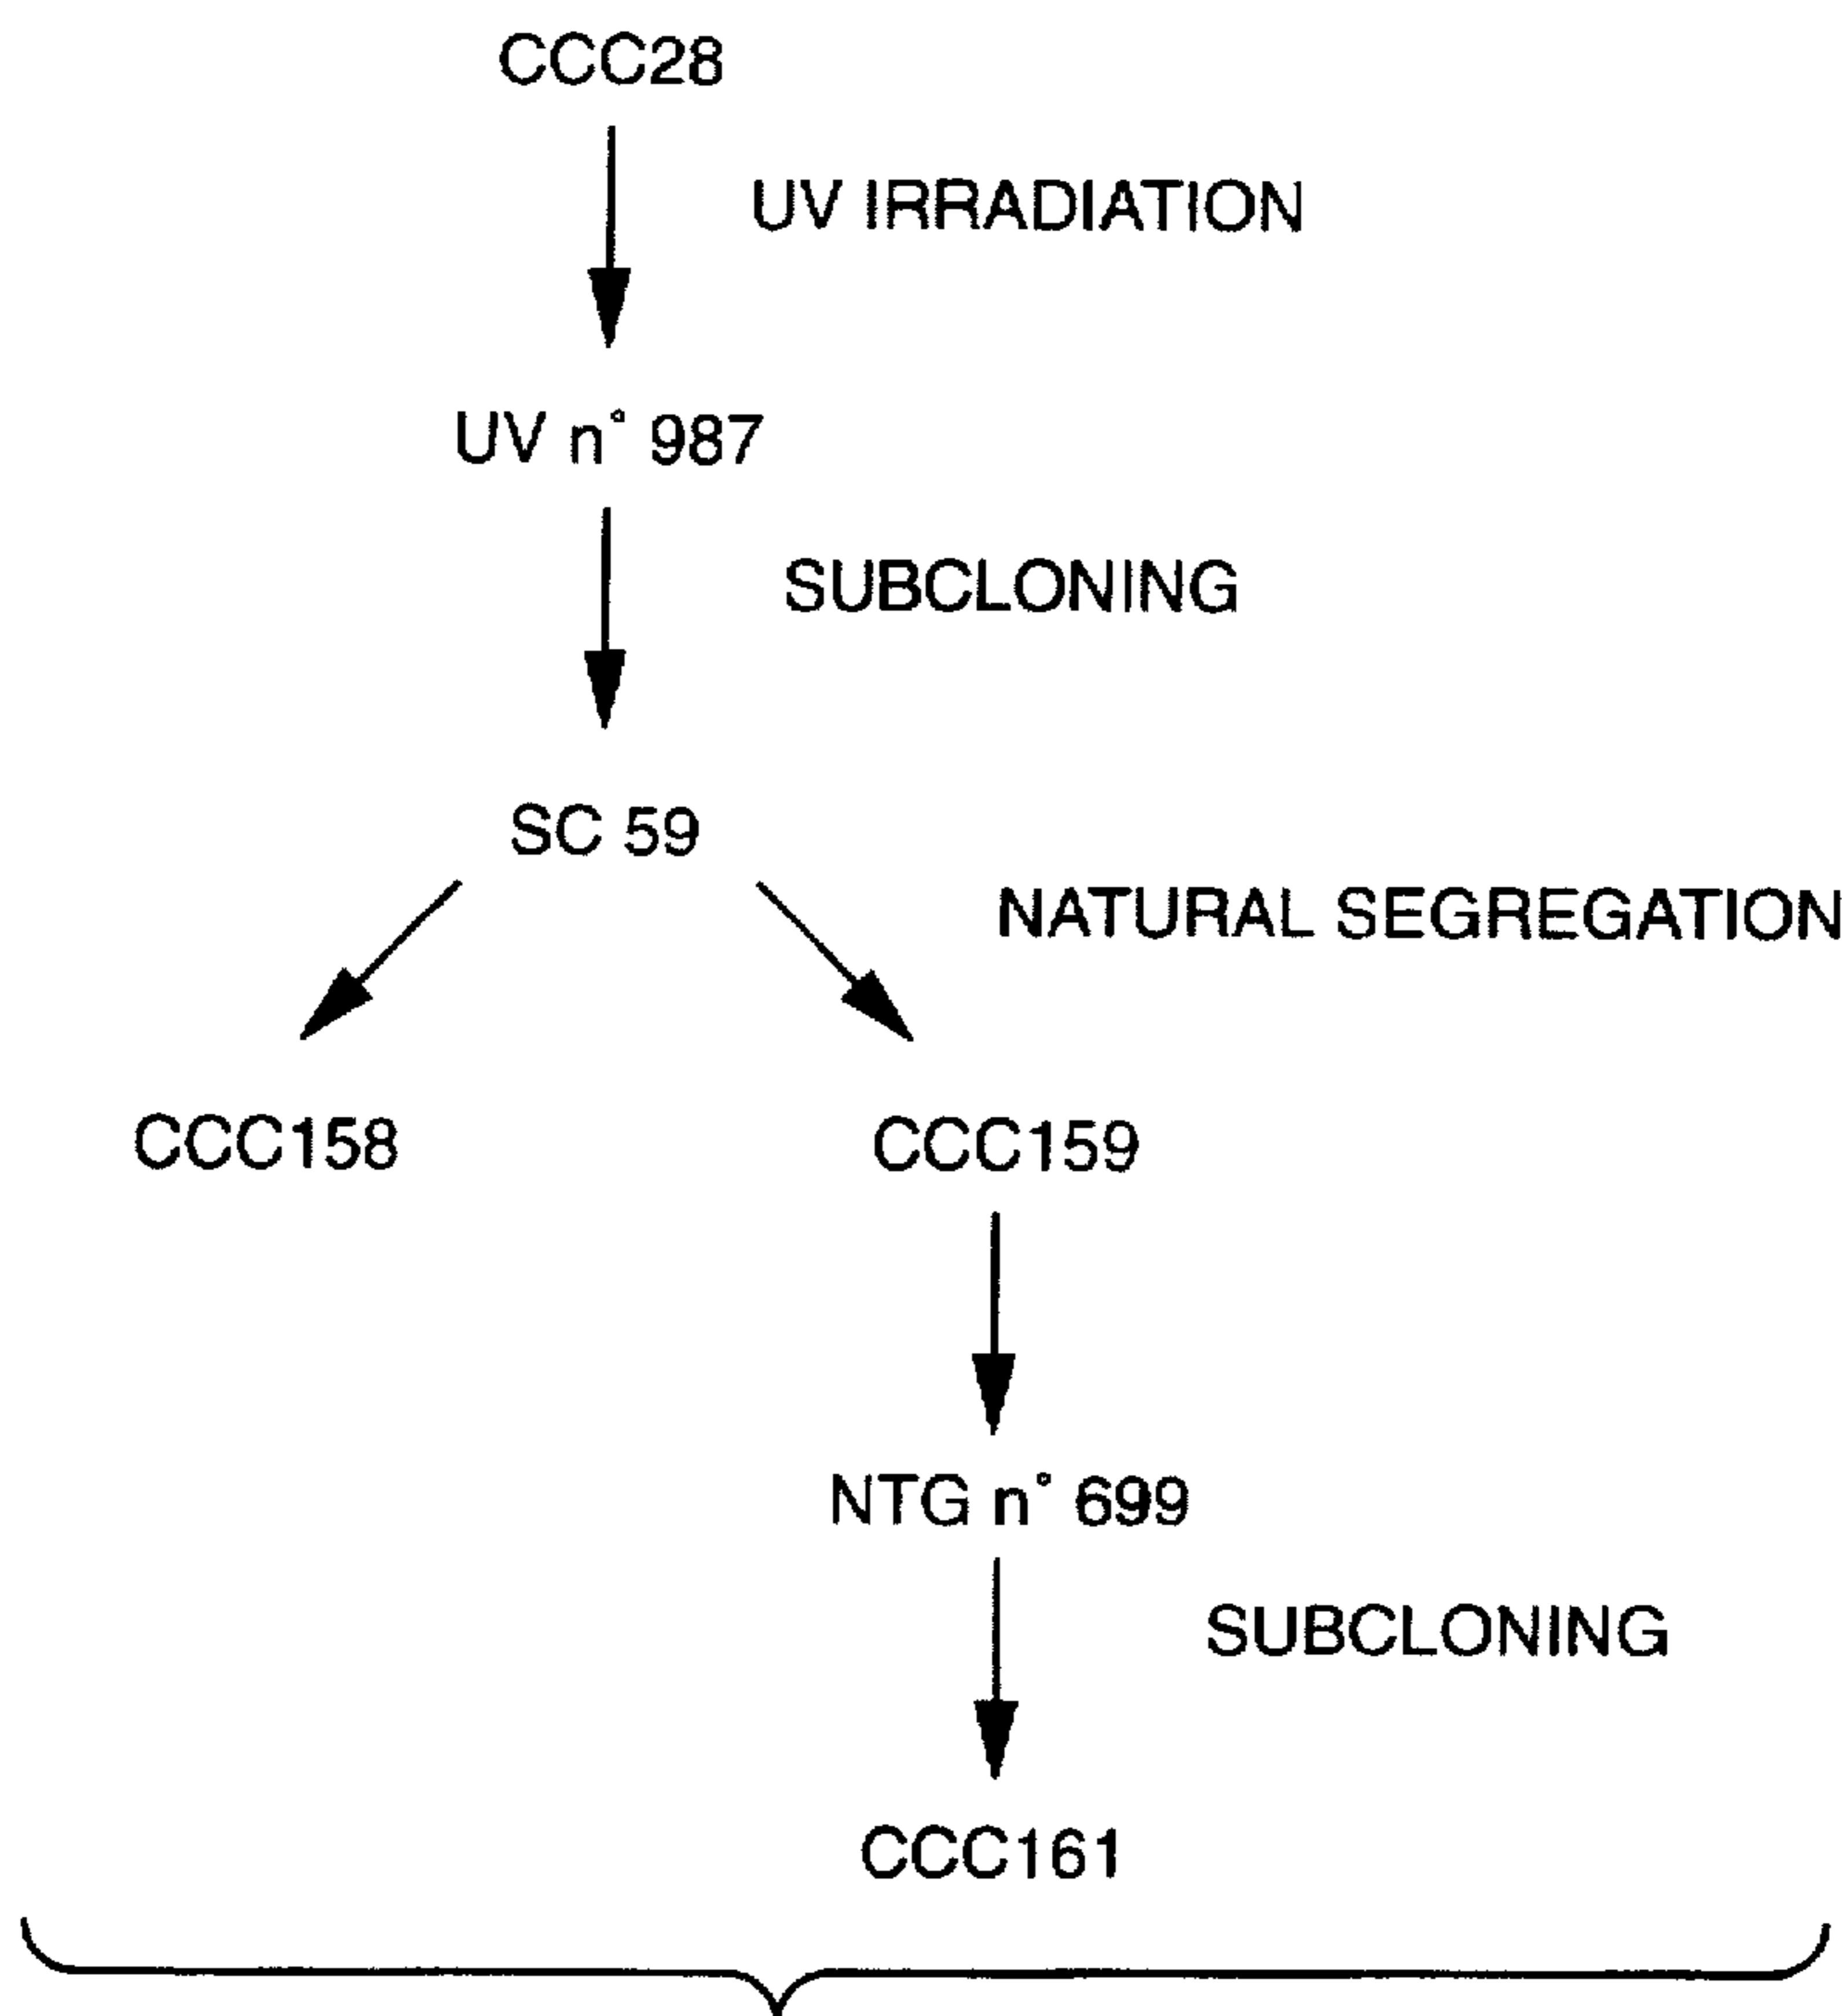 CCC28
UV IRRADIATION
UV n° 987
SUBCLONING
SC 59
NATURAL SEGREGATION
CCC158
CCC159
NTG n° 699
SUBCLONING
CCC161